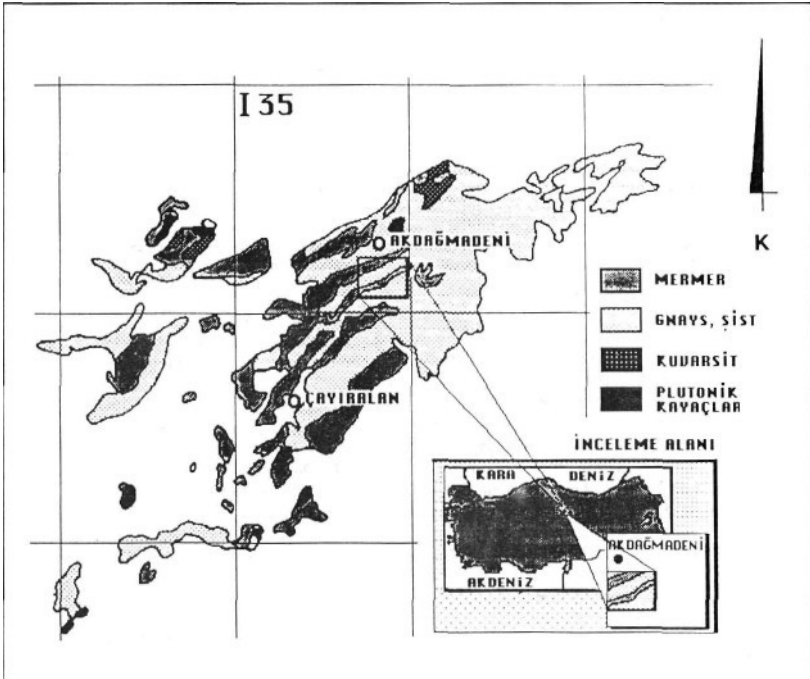 I 35
AKDAĞMADENİ
K
MERMER
GNAYS, ŞİST
KUVARSİT
ÇAYIRALAN
PLUTONİK
KAYAÇLAR
İNCELEME ALANI
KARA DENİZ
AKDAĞMADENİ
AKDENİZ